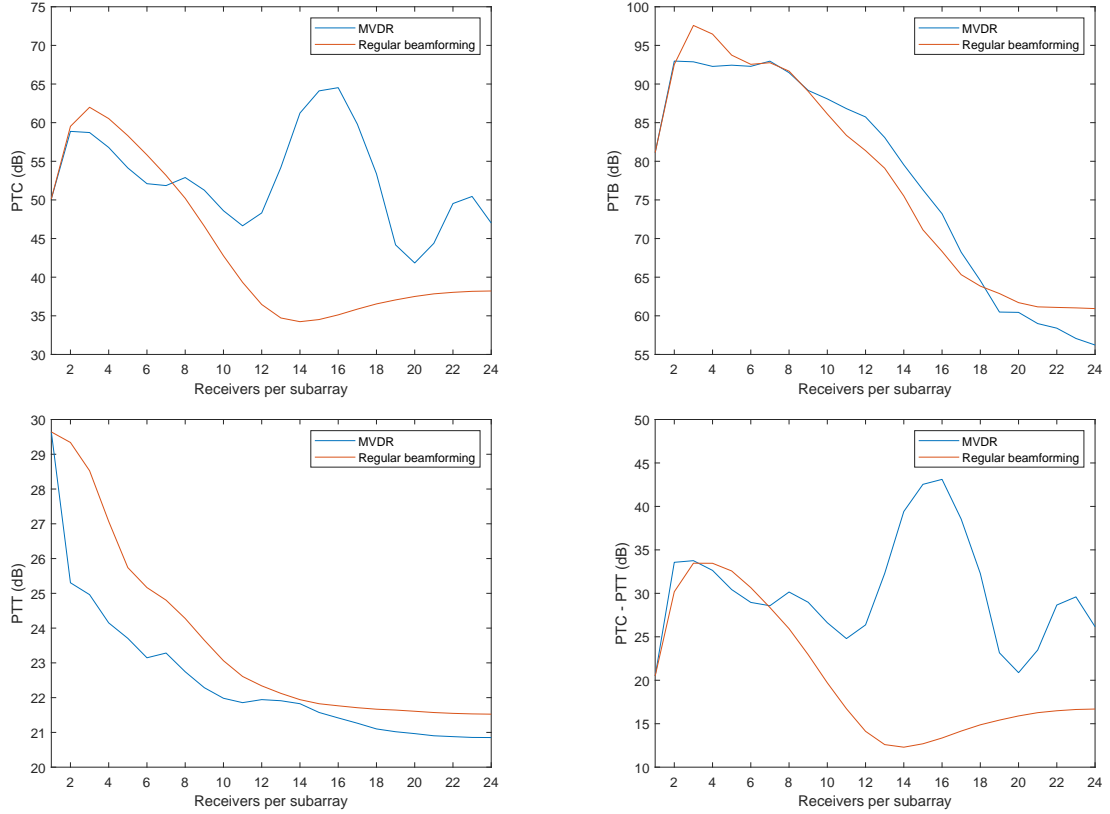 75
70
65
60
55
50
45
40
35
30
PTC (dB)
2 4 6 8 10 12 14 16 18 20 22 24
Receivers per subarray
MVDR
Regular beamforming
100
95
90
85
80
75
70
65
60
55
PTB (dB)
2 4 6 8 10 12 14 16 18 20 22 24
Receivers per subarray
MVDR
Regular beamforming
30
29
28
27
26
25
24
23
22
21
20
PTT (dB)
2 4 6 8 10 12 14 16 18 20 22 24
Receivers per subarray
MVDR
Regular beamforming
50
45
40
35
30
25
20
15
10
PTC - PTT (dB)
2 4 6 8 10 12 14 16 18 20 22 24
Receivers per subarray
MVDR
Regular beamforming